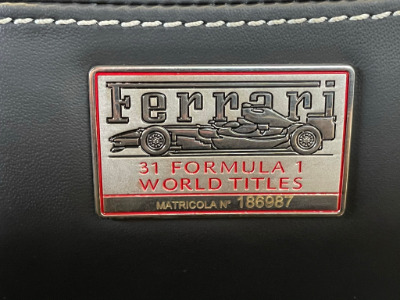 Ferrari
31 FORMULA 1
WORLD TITLES
MATRICOLA N° 186987